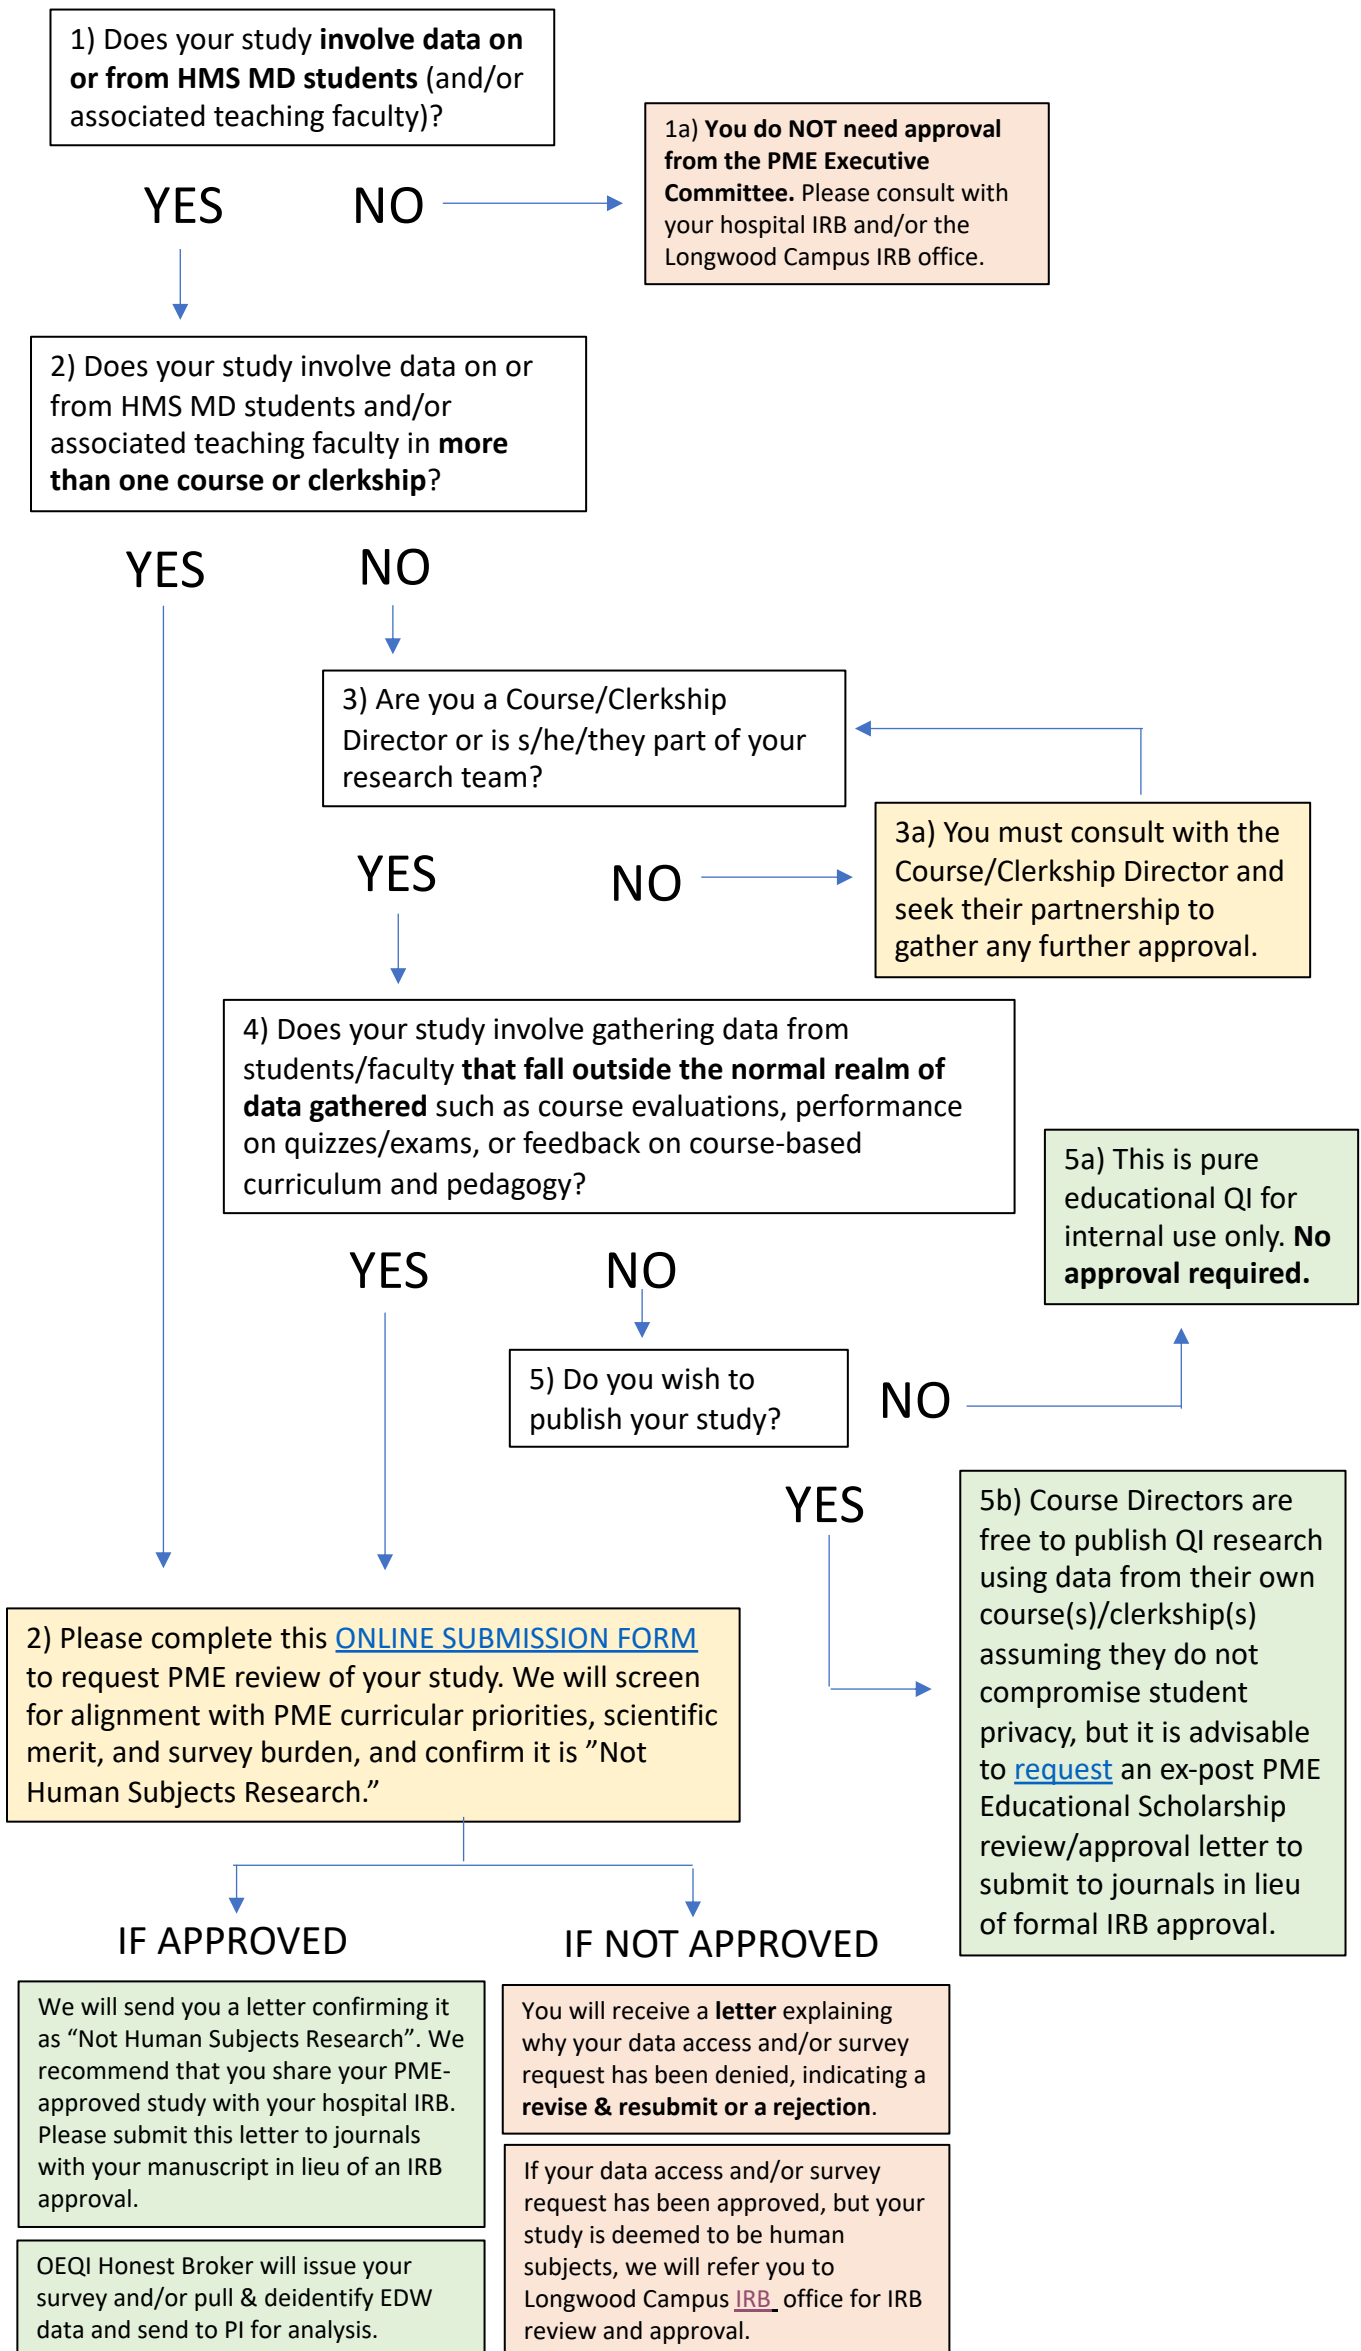 1) Does your study involve data on
or from HMS MD students (and/or
associated teaching faculty)?
1a) You do NOT need approval
from the PME Executive
Committee. Please consult with
your hospital IRB and/or the
Longwood Campus IRB office.
YES
NO
2) Does your study involve data on or
from HMS MD students and/or
associated teaching faculty in more
than one course or clerkship?
YES
NO
3) Are you a Course/Clerkship
Director or is s/he/they part of your
research team?
3a) You must consult with the
Course/Clerkship Director and
seek their partnership to
gather any further approval.
YES
NO
4) Does your study involve gathering data from
students/faculty that fall outside the normal realm of
data gathered such as course evaluations, performance
on quizzes/exams, or feedback on course-based
curriculum and pedagogy?
5a) This is pure
educational QI for
internal use only. No
approval required.
YES
NO
5) Do you wish to
publish your study?
NO
YES
5b) Course Directors are
free to publish QI research
using data from their own
course(s)/clerkship(s)
assuming they do not
compromise student
privacy, but it is advisable
to request an ex-post PME
Educational Scholarship
review/approval letter to
submit to journals in lieu
of formal IRB approval.
2) Please complete this ONLINE SUBMISSION FORM
to request PME review of your study. We will screen
for alignment with PME curricular priorities, scientific
merit, and survey burden, and confirm it is ”Not
Human Subjects Research.”
IF APPROVED
IF NOT APPROVED
We will send you a letter confirming it
as “Not Human Subjects Research”. We
recommend that you share your PME-
approved study with your hospital IRB.
Please submit this letter to journals
with your manuscript in lieu of an IRB
approval.
You will receive a letter explaining
why your data access and/or survey
request has been denied, indicating a
revise & resubmit or a rejection.
OEQI Honest Broker will issue your
survey and/or pull & deidentify EDW
data and send to PI for analysis.
If your data access and/or survey
request has been approved, but your
study is deemed to be human
subjects, we will refer you to
Longwood Campus IRB office for IRB
review and approval.